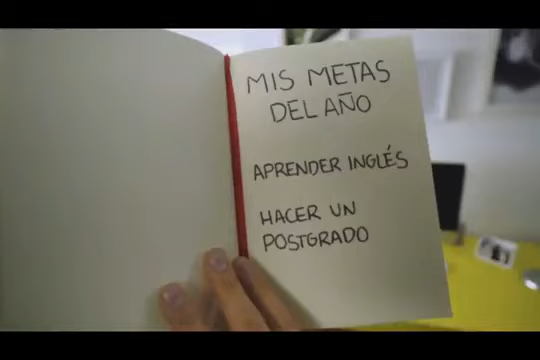 MIS METAS
DEL AÑO
APRENDER INGLÉS
HACER UN
POSTGRADO